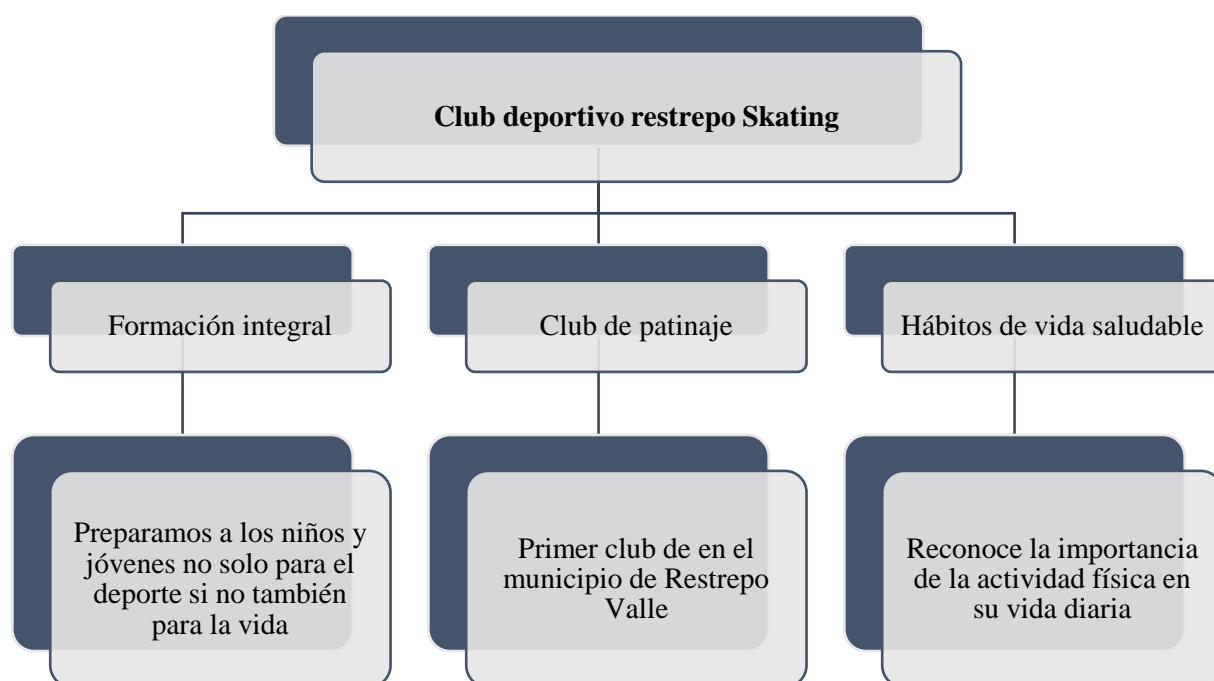 Club deportivo restrepo Skating
Formación integral
Club de patinaje
Hábitos de vida saludable
Preparamos a los niños y
jóvenes no solo para el
deporte si no también
para la vida
Primer club de en el
municipio de Restrepo
Valle
Reconoce la importancia
de la actividad física en
su vida diaria